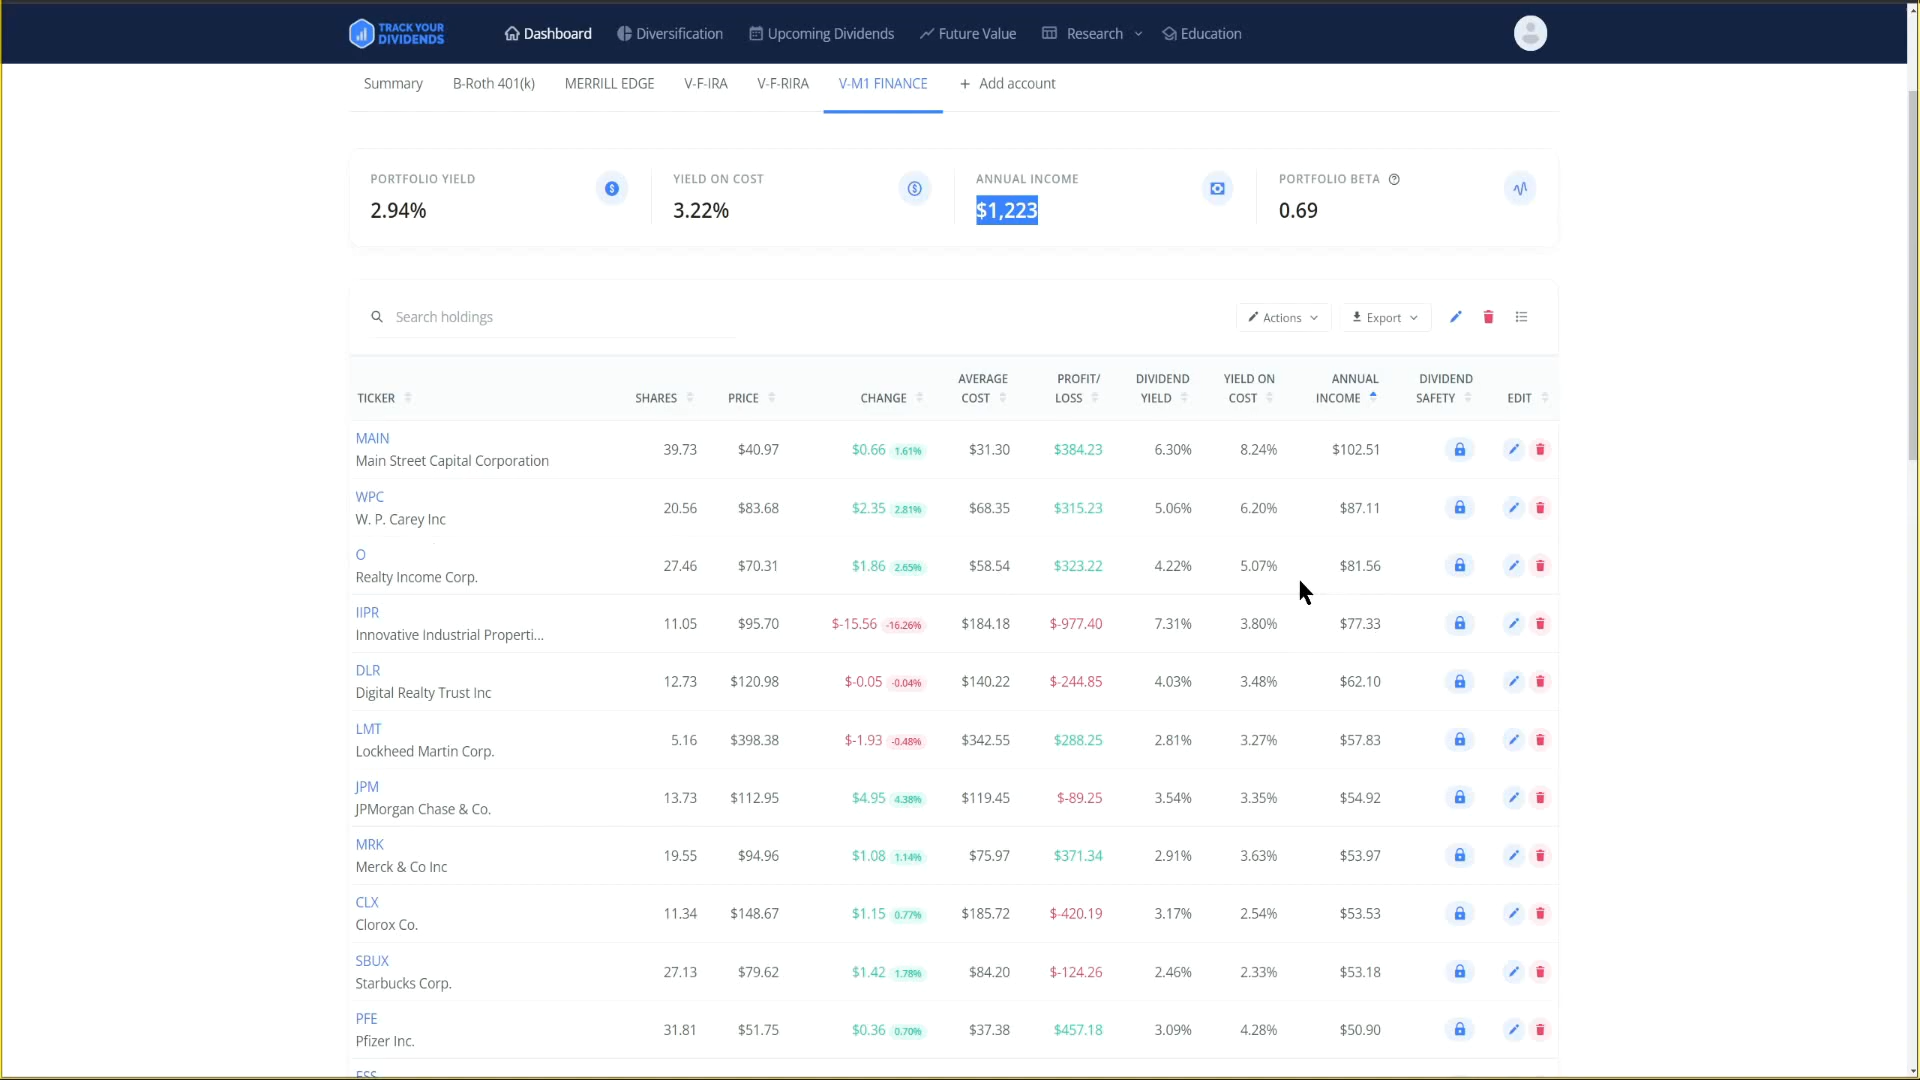 TRACK YOUR
DIVIDENDS
Dashboard
Diversification
Upcoming Dividends
Future Value
Research
Education
Summary
B-Roth 401(k)
MERRILL EDGE
V-F-IRA
V-F-RIRA
V-M1 FINANCE
+ Add account
PORTFOLIO YIELD
2.94%
YIELD ON COST
3.22%
ANNUAL INCOME
$1,223
PORTFOLIO BETA
0.69
Search holdings
Actions
Export
TICKER SHARES PRICE CHANGE AVERAGE COST PROFIT/ LOSS DIVIDEND YIELD YIELD ON COST ANNUAL INCOME DIVIDEND SAFETY EDIT
MAIN
Main Street Capital Corporation
39.73 $40.97 $0.66 1.61% $31.30 $384.23 6.30% 8.24% $102.51
WPC
W. P. Carey Inc
20.56 $83.68 $2.35 2.81% $68.35 $315.23 5.06% 6.20% $87.11
O
Realty Income Corp.
27.46 $70.31 $1.86 2.65% $58.54 $323.22 4.22% 5.07% $81.56
IIPR
Innovative Industrial Properti...
11.05 $95.70 $-15.56 -16.26% $184.18 $-977.40 7.31% 3.80% $77.33
DLR
Digital Realty Trust Inc
12.73 $120.98 $-0.05 -0.04% $140.22 $-244.85 4.03% 3.48% $62.10
LMT
Lockheed Martin Corp.
5.16 $398.38 $-1.93 -0.48% $342.55 $288.25 2.81% 3.27% $57.83
JPM
JPMorgan Chase & Co.
13.73 $112.95 $4.95 4.38% $119.45 $-89.25 3.54% 3.35% $54.92
MRK
Merck & Co Inc
19.55 $94.96 $1.08 1.14% $75.97 $371.34 2.91% 3.63% $53.97
CLX
Clorox Co.
11.34 $148.67 $1.15 0.77% $185.72 $-420.19 3.17% 2.54% $53.53
SBUX
Starbucks Corp.
27.13 $79.62 $1.42 1.78% $84.20 $-124.26 2.46% 2.33% $53.18
PFE
Pfizer Inc.
31.81 $51.75 $0.36 0.70% $37.38 $457.18 3.09% 4.28% $50.90
ESS